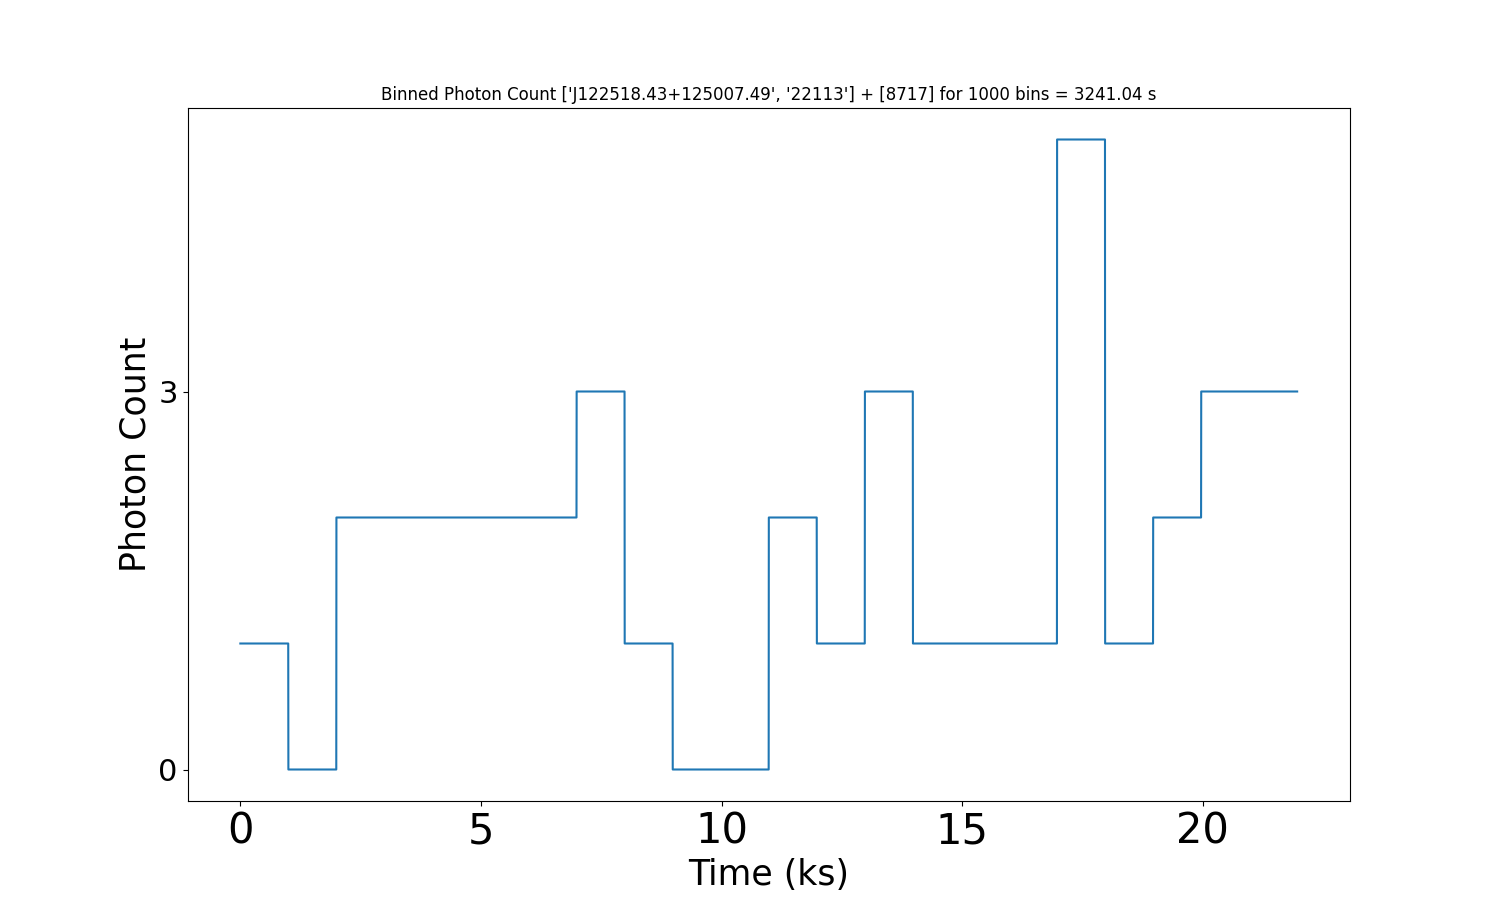 Binned Photon Count ['J122518.43+125007.49', '22113'] + [8717] for 1000 bins = 3241.04 s
Photon Count
3
0
0 5 10 15 20
Time (ks)